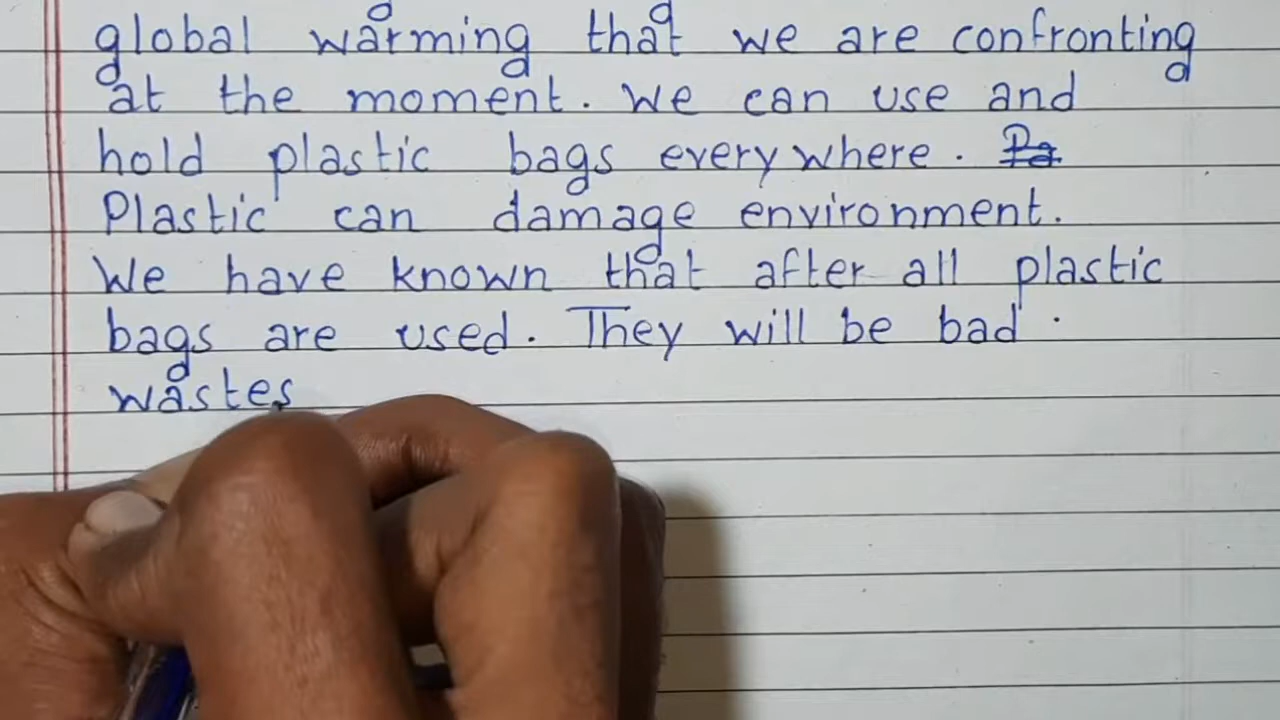 global warming that we are confronting
at the moment. We can use and
hold plastic bags everywhere.
Plastic can damage environment.
We have known that after all plastic
bags are used. They will be bad.
wastes